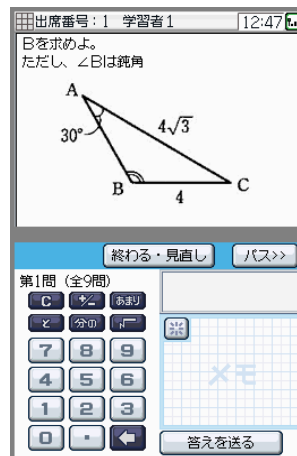 出席番号：1 学習者1 12:47
Bを求めよ。
ただし、∠Bは鈍角
A
30°
4√3
B
4
C
終わる・見直し パス>>
第1問 (全9問)
C +/- あまり
と 分の √
7 8 9
4 5 6
メモ
1 2 3
0 ・ ←
答えを送る